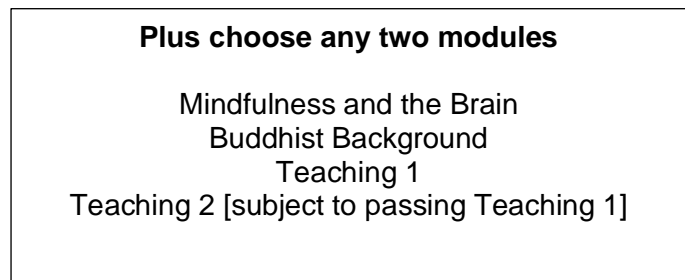 Plus choose any two modules
Mindfulness and the Brain
Buddhist Background
Teaching 1
Teaching 2 [subject to passing Teaching 1]